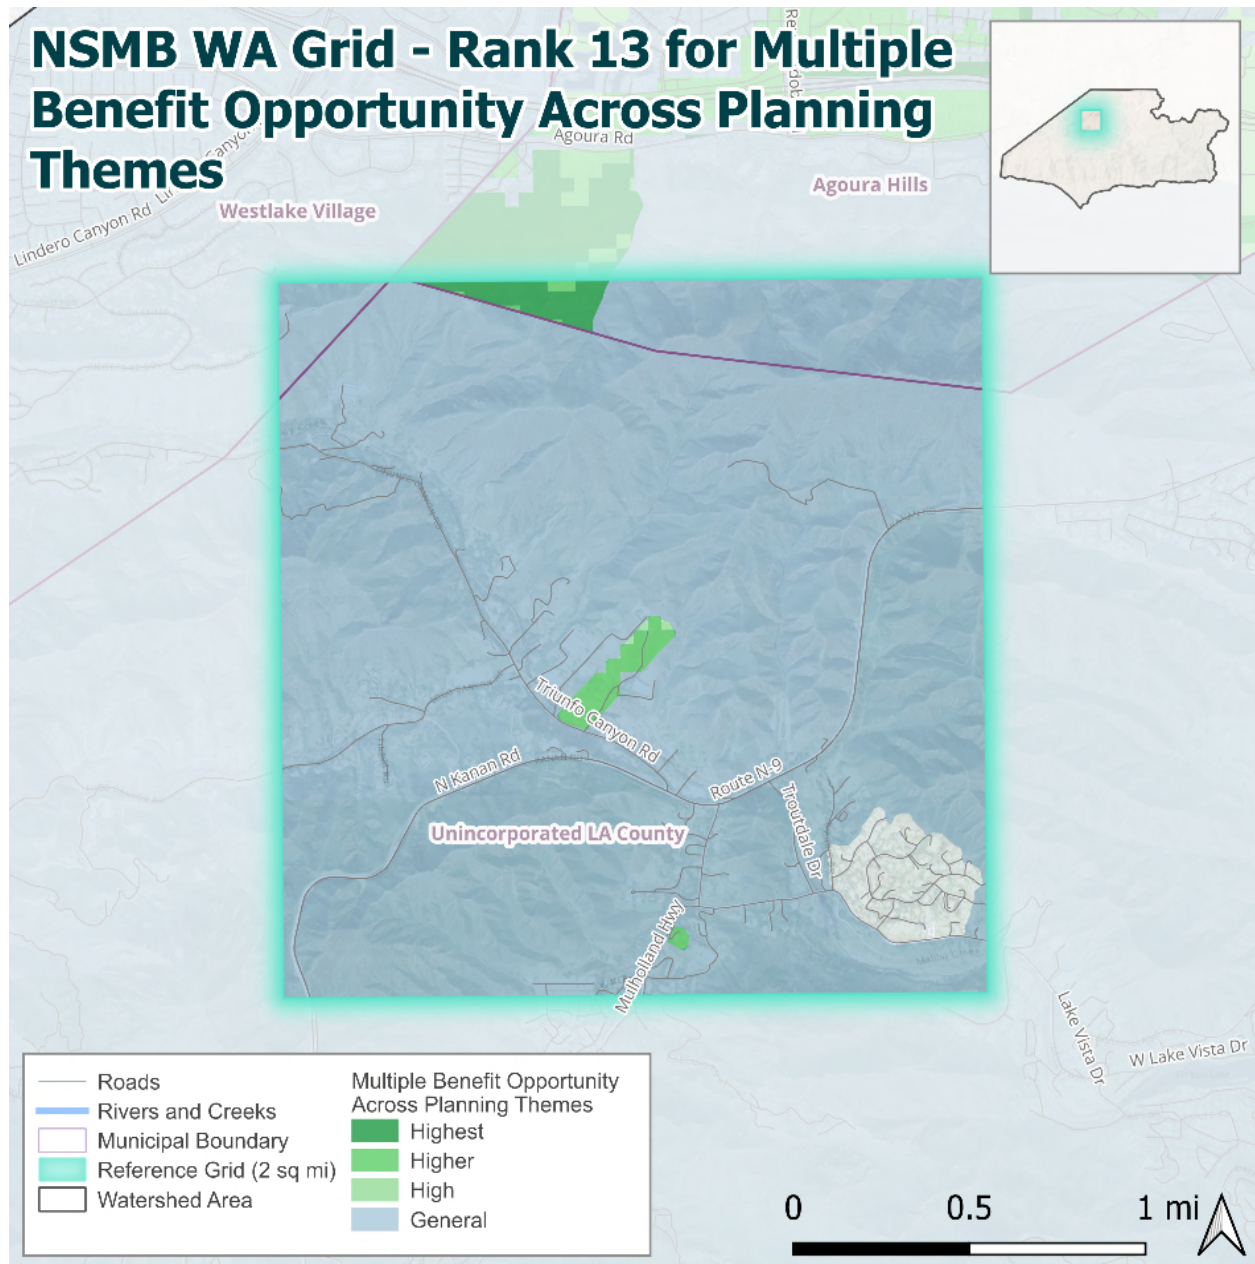 NSMB WA Grid - Rank 13 for Multiple
Benefit Opportunity Across Planning
Themes
Agoura Rd
Lindero Canyon Rd
Westlake Village
Agoura Hills
Triunfo Canyon Rd
N Kanan Rd
Route N-9
Troutdale Dr
Unincorporated LA County
Mulholland Hwy
Lake Vista Dr
W Lake Vista Dr
Roads
Rivers and Creeks
Municipal Boundary
Reference Grid (2 sq mi)
Watershed Area
Multiple Benefit Opportunity
Across Planning Themes
Highest
Higher
High
General
0 0.5 1 mi